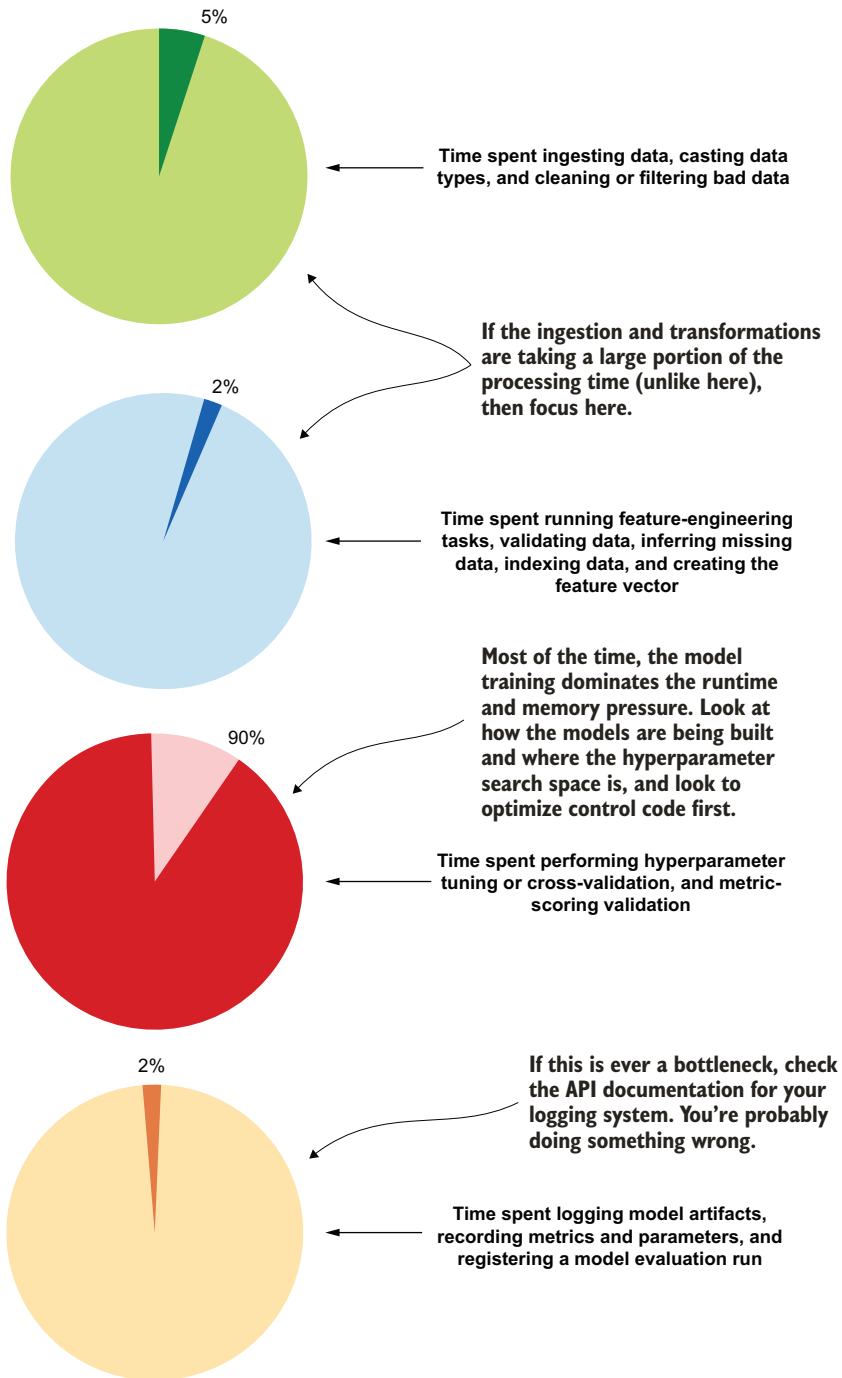 5%
Time spent ingesting data, casting data
types, and cleaning or filtering bad data
If the ingestion and transformations
are taking a large portion of the
processing time (unlike here),
then focus here.
2%
Time spent running feature-engineering
tasks, validating data, inferring missing
data, indexing data, and creating the
feature vector
Most of the time, the model
training dominates the runtime
and memory pressure. Look at
how the models are being built
and where the hyperparameter
search space is, and look to
optimize control code first.
90%
Time spent performing hyperparameter
tuning or cross-validation, and metric-
scoring validation
If this is ever a bottleneck, check
the API documentation for your
logging system. You're probably
doing something wrong.
2%
Time spent logging model artifacts,
recording metrics and parameters, and
registering a model evaluation run